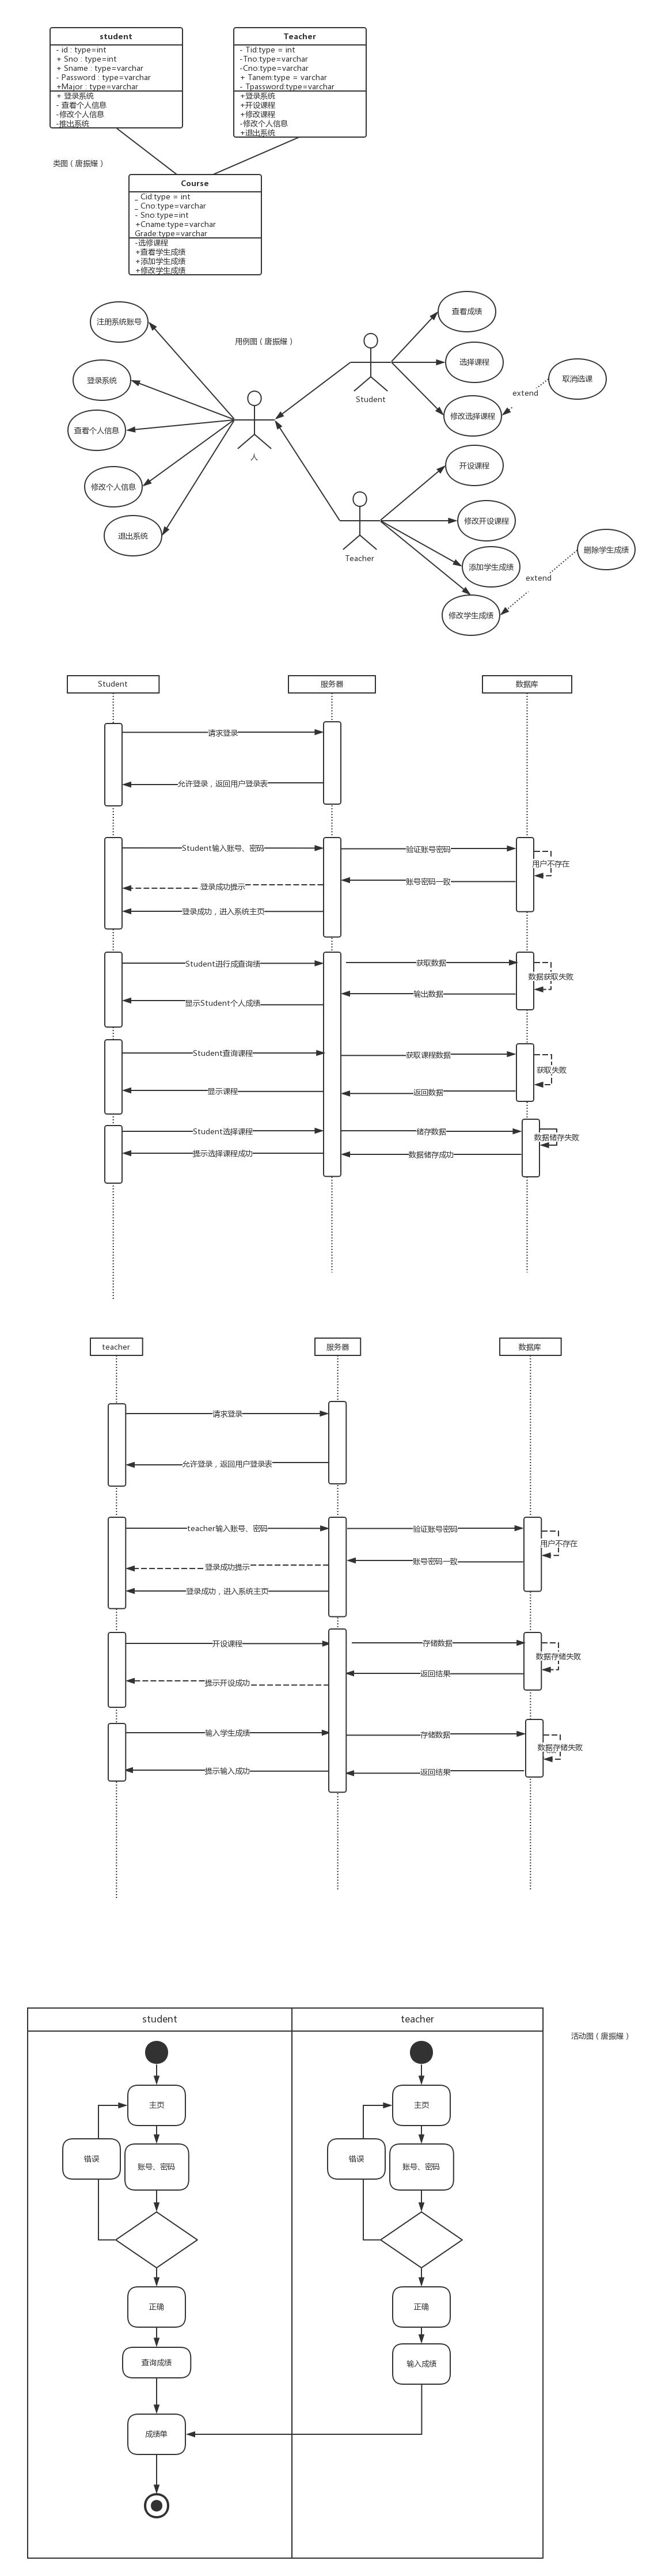 student
- id : type=int
+ Sno : type=int
+ Sname : type=varchar
- Password : type=varchar
+Major : type=varchar
+ 登录系统
- 查看个人信息
-修改个人信息
-推出系统
Teacher
- Tid:type = int
-Tno:type=varchar
-Cno:type=varchar
+ Tanem:type = varchar
- Tpassword:type=varchar
+登录系统
+开设课程
+修改课程
-修改个人信息
+退出系统
类图（唐振耀）
Course
_ Cid:type = int
_ Cno:type=varchar
- Sno:type=int
+Cname:type=varchar
Grade:type=varchar
-选修课程
+查看学生成绩
+添加学生成绩
+修改学生成绩
用例图（唐振耀）
注册系统账号
登录系统
查看个人信息
修改个人信息
退出系统
人
Student
查看成绩
选择课程
修改选择课程
extend
取消选课
Teacher
开设课程
修改开设课程
添加学生成绩
修改学生成绩
extend
删除学生成绩
Student
服务器
数据库
请求登录
允许登录，返回用户登录表
Student输入账号、密码
验证账号密码
用户不存在
账号密码一致
登录成功提示
登录成功，进入系统主页
Student进行成查询绩
获取数据
数据获取失败
输出数据
显示Student个人成绩
Student查询课程
获取课程数据
获取失败
显示课程
返回数据
Student选择课程
储存数据
数据储存失败
提示选择课程成功
数据储存成功
teacher
服务器
数据库
请求登录
允许登录，返回用户登录表
teacher输入账号、密码
验证账号密码
用户不存在
账号密码一致
登录成功提示
登录成功，进入系统主页
开设课程
存储数据
数据存储失败
返回结果
提示开设成功
输入学生成绩
存储数据
数据存储失败
提示输入成功
返回结果
student
teacher
活动图（唐振耀）
主页
错误
账号、密码
正确
查询成绩
成绩单
主页
错误
账号、密码
正确
输入成绩